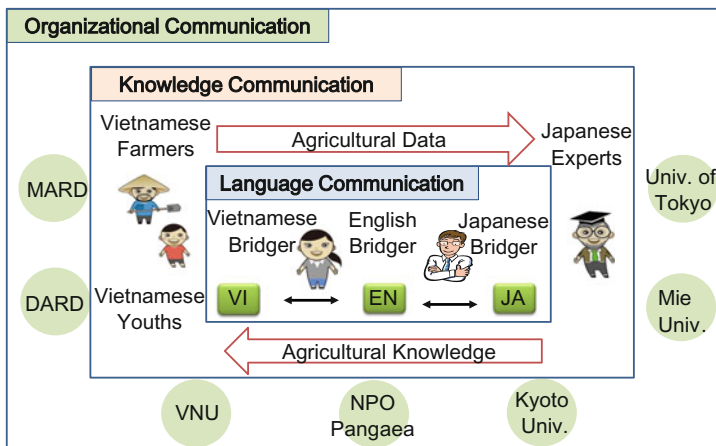 Organizational Communication
Knowledge Communication
Vietnamese
Farmers
Agricultural Data
Japanese
Experts
MARD
Language Communication
Univ. of
Tokyo
Vietnamese
Bridger
English
Bridger
Japanese
Bridger
DARD
Vietnamese
Youths
VI
EN
JA
Mie
Univ.
Agricultural Knowledge
VNU
NPO
Pangaea
Kyoto
Univ.